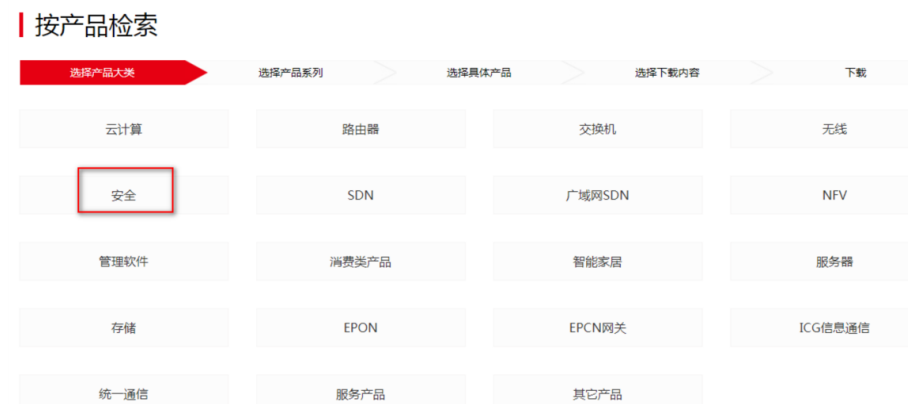 按产品检索
选择产品大类 选择产品系列 选择具体产品 选择下载内容 下载
云计算 路由器 交换机 无线
安全 SDN 广域网SDN NFV
管理软件 消费类产品 智能家居 服务器
存储 EPON EPCN网关 ICG信息通信
统一通信 服务产品 其它产品